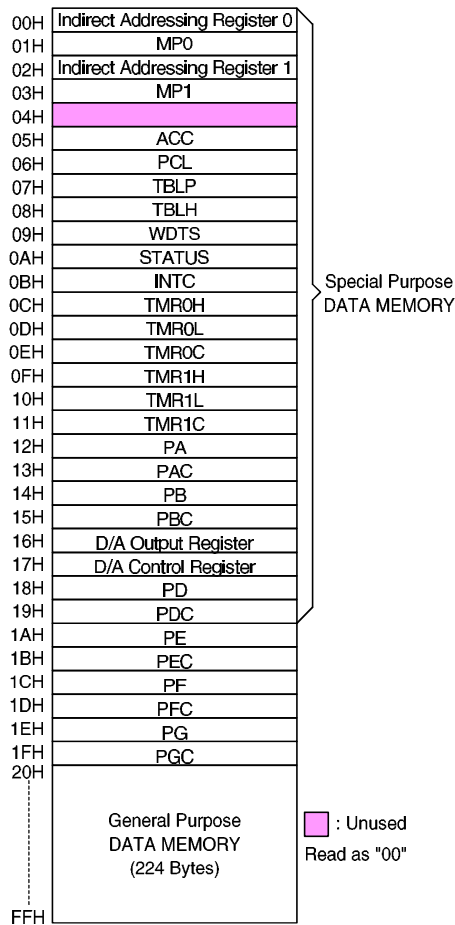 00H Indirect Addressing Register 0
01H MP0
02H Indirect Addressing Register 1
03H MP1
04H
05H ACC
06H PCL
07H TBLP
08H TBLH
09H WDTS
0AH STATUS
0BH INTC
Special Purpose
DATA MEMORY
0CH TMR0H
0DH TMR0L
0EH TMR0C
0FH TMR1H
10H TMR1L
11H TMR1C
12H PA
13H PAC
14H PB
15H PBC
16H D/A Output Register
17H D/A Control Register
18H PD
19H PDC
1AH PE
1BH PEC
1CH PF
1DH PFC
1EH PG
1FH PGC
20H
General Purpose
DATA MEMORY
(224 Bytes)
: Unused
Read as "00"
FFH